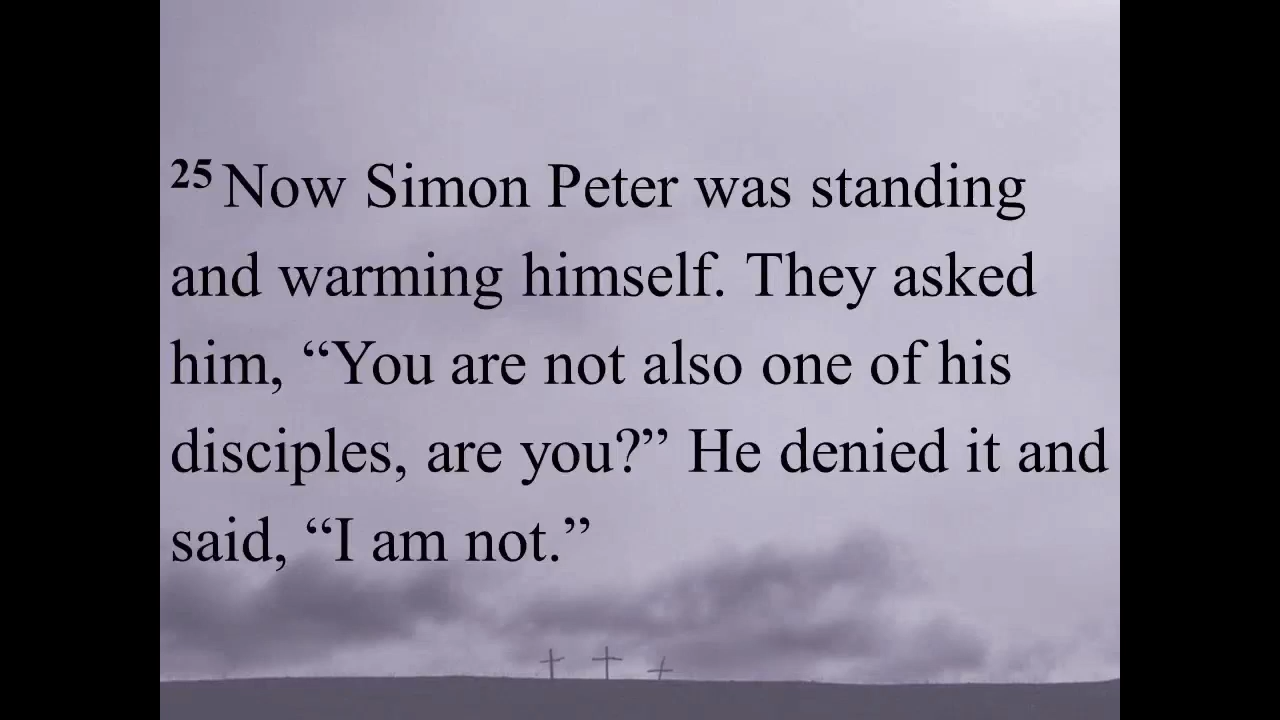 25 Now Simon Peter was standing
and warming himself. They asked
him, “You are not also one of his
disciples, are you?” He denied it and
said, “I am not.”